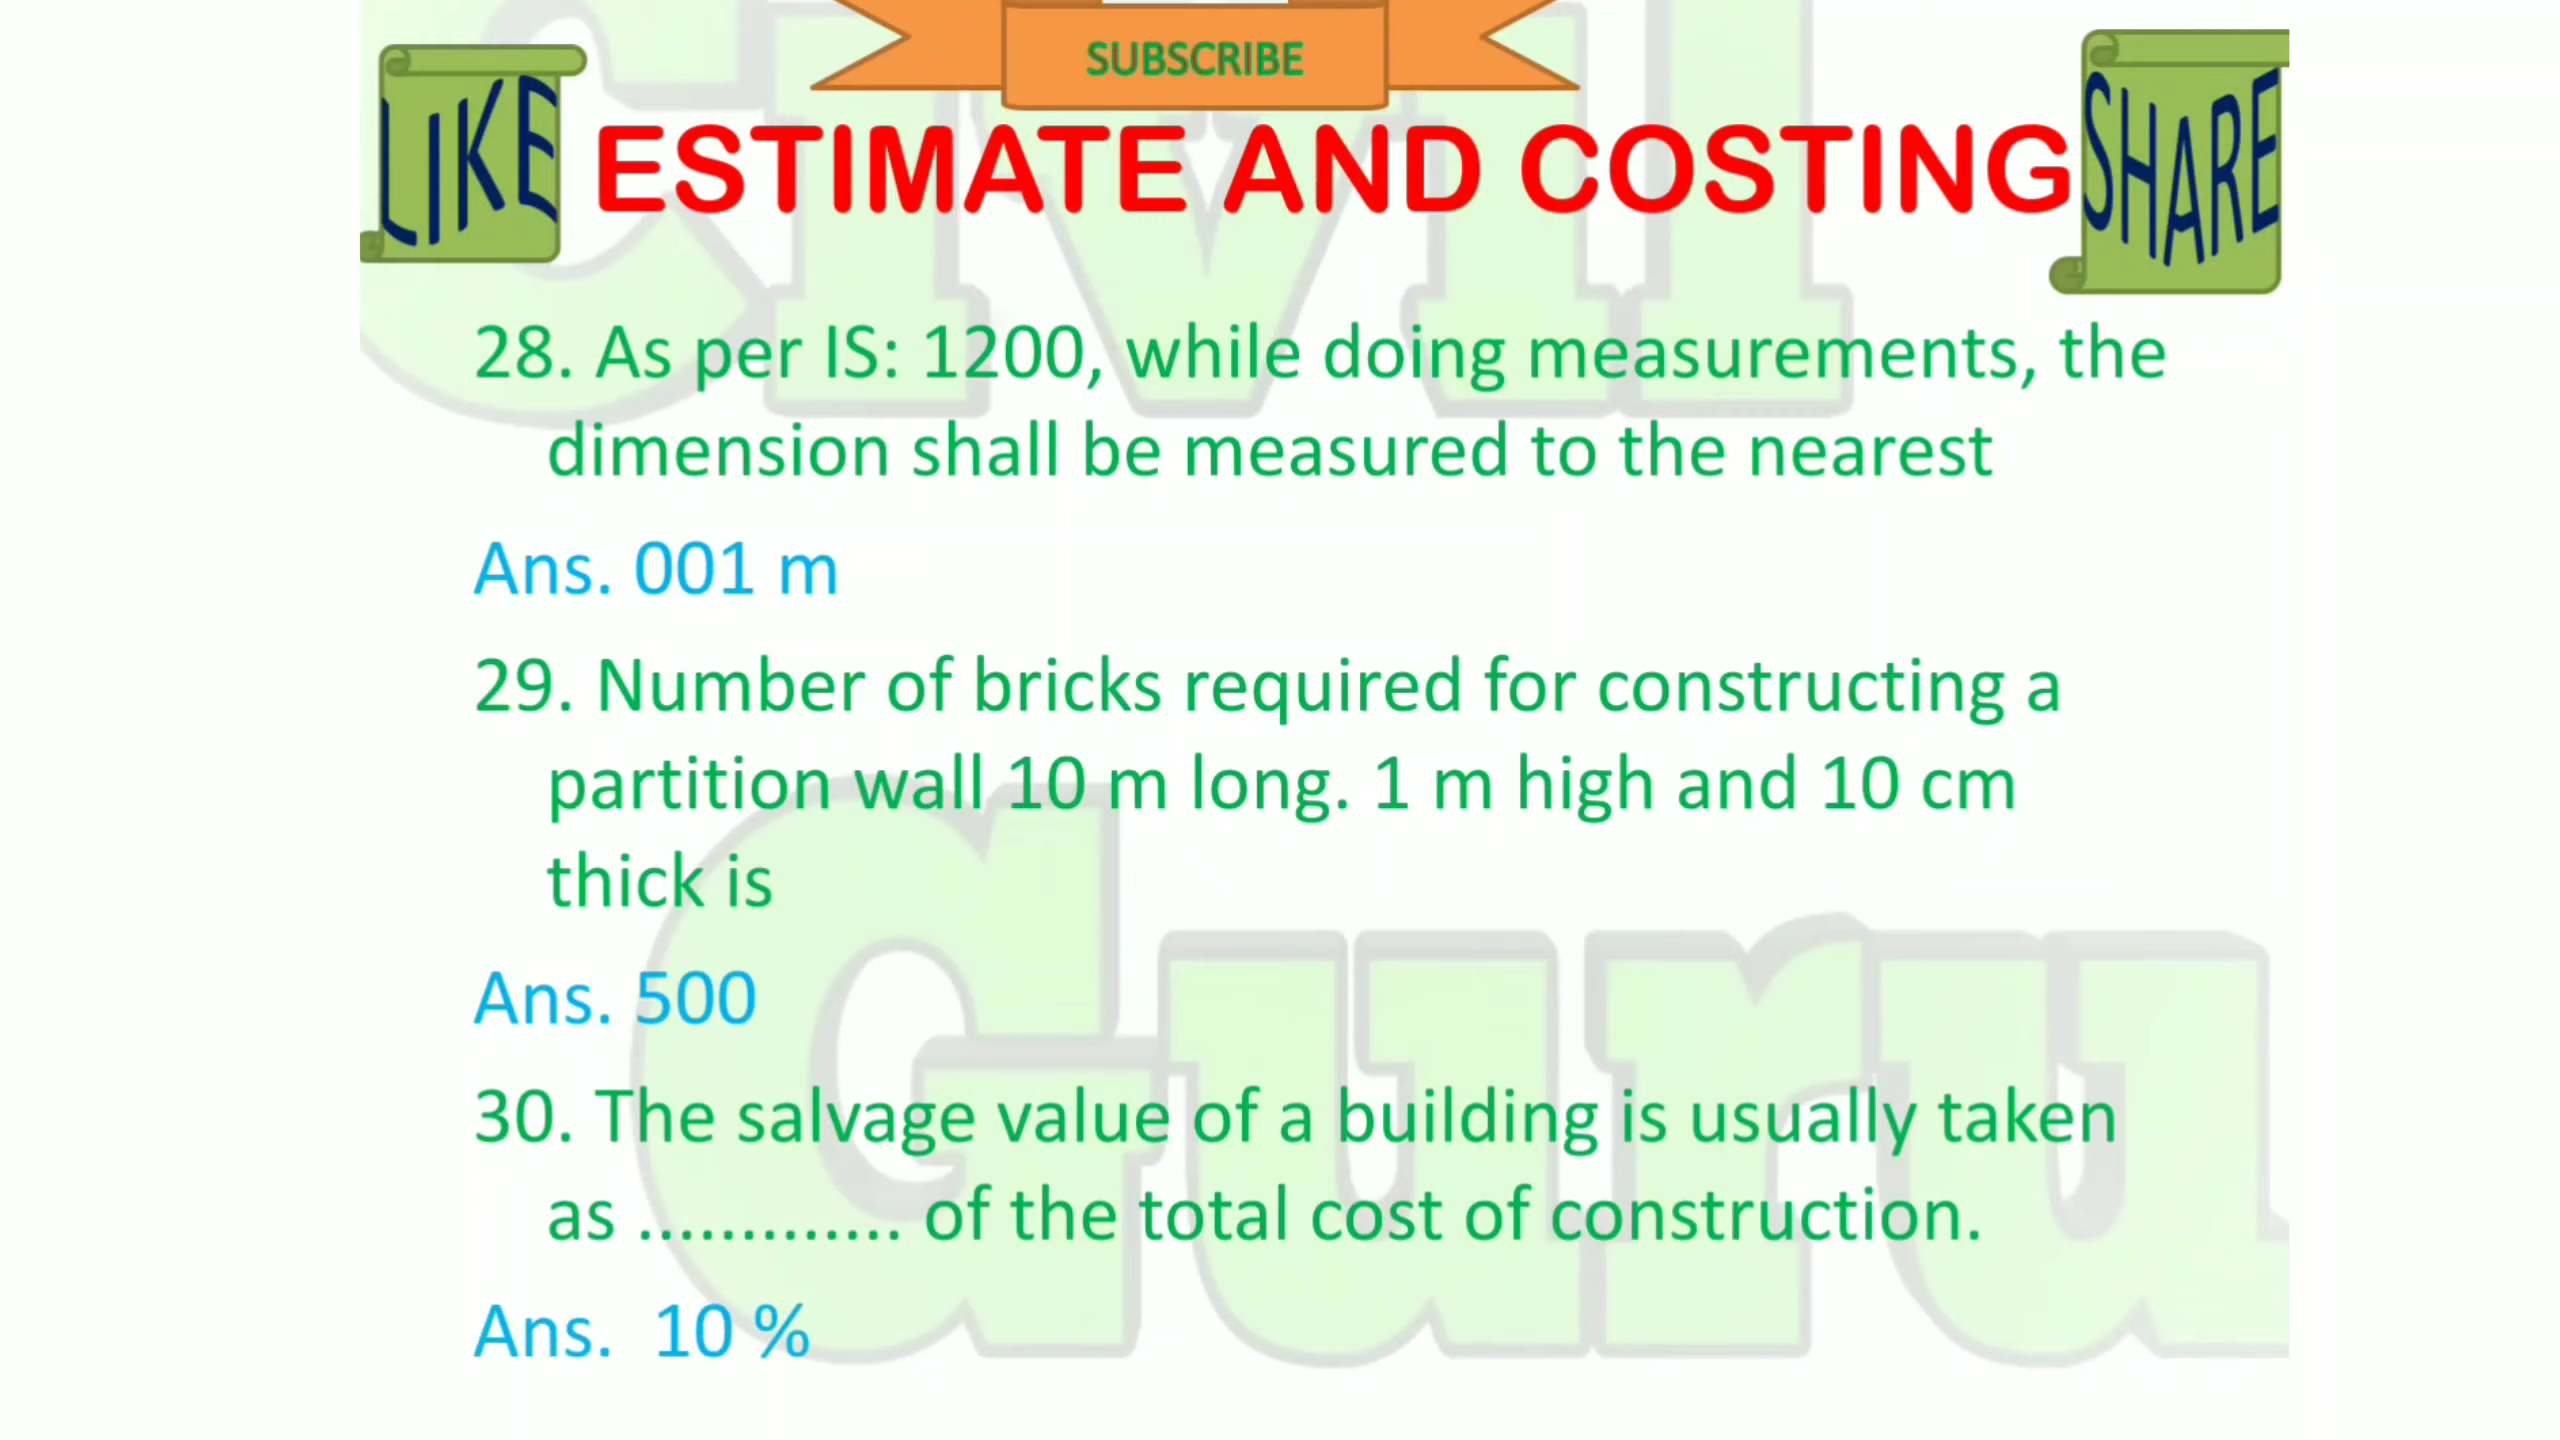 SUBSCRIBE
LIKE
ESTIMATE AND COSTING
SHARE
28. As per IS: 1200, while doing measurements, the
dimension shall be measured to the nearest
Ans. 001 m
29. Number of bricks required for constructing a
partition wall 10 m long. 1 m high and 10 cm
thick is
Ans. 500
30. The salvage value of a building is usually taken
as ............. of the total cost of construction.
Ans. 10 %
Civil
Guru